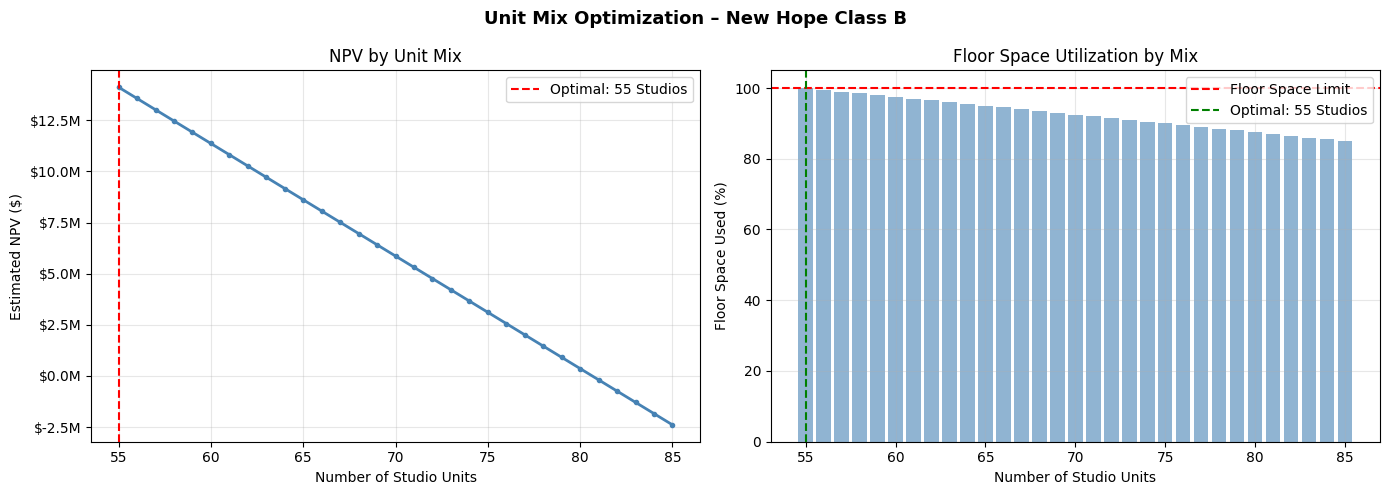 Unit Mix Optimization – New Hope Class B
NPV by Unit Mix
Optimal: 55 Studios
Estimated NPV ($)
$12.5M
$10.0M
$7.5M
$5.0M
$2.5M
$0.0M
$-2.5M
55 60 65 70 75 80 85
Number of Studio Units
Floor Space Utilization by Mix
Floor Space Limit
Optimal: 55 Studios
Floor Space Used (%)
100
80
60
40
20
0
55 60 65 70 75 80 85
Number of Studio Units